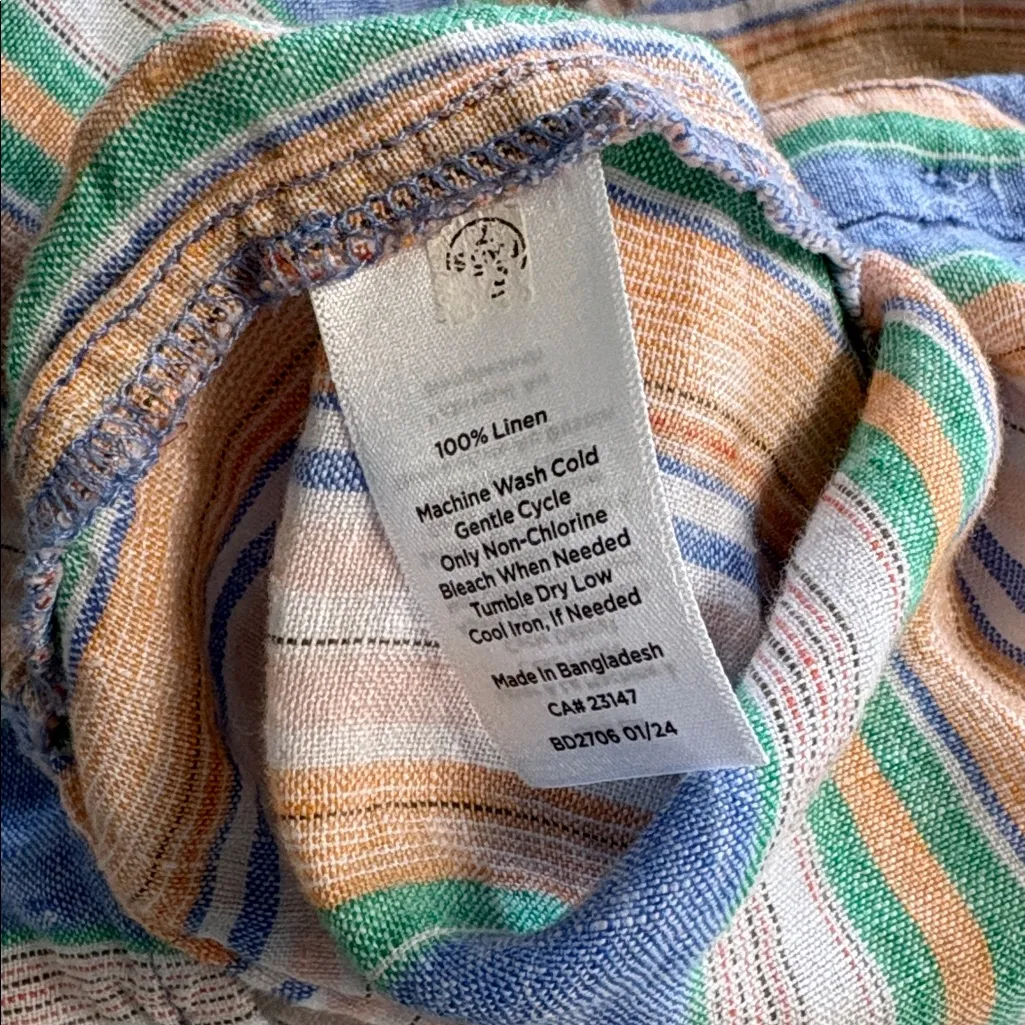 100% Linen
Machine Wash Cold
Gentle Cycle
Only Non-Chlorine
Bleach When Needed
Tumble Dry Low
Cool Iron, If Needed
Made In Bangladesh
CA# 23147
BD2706 01/24